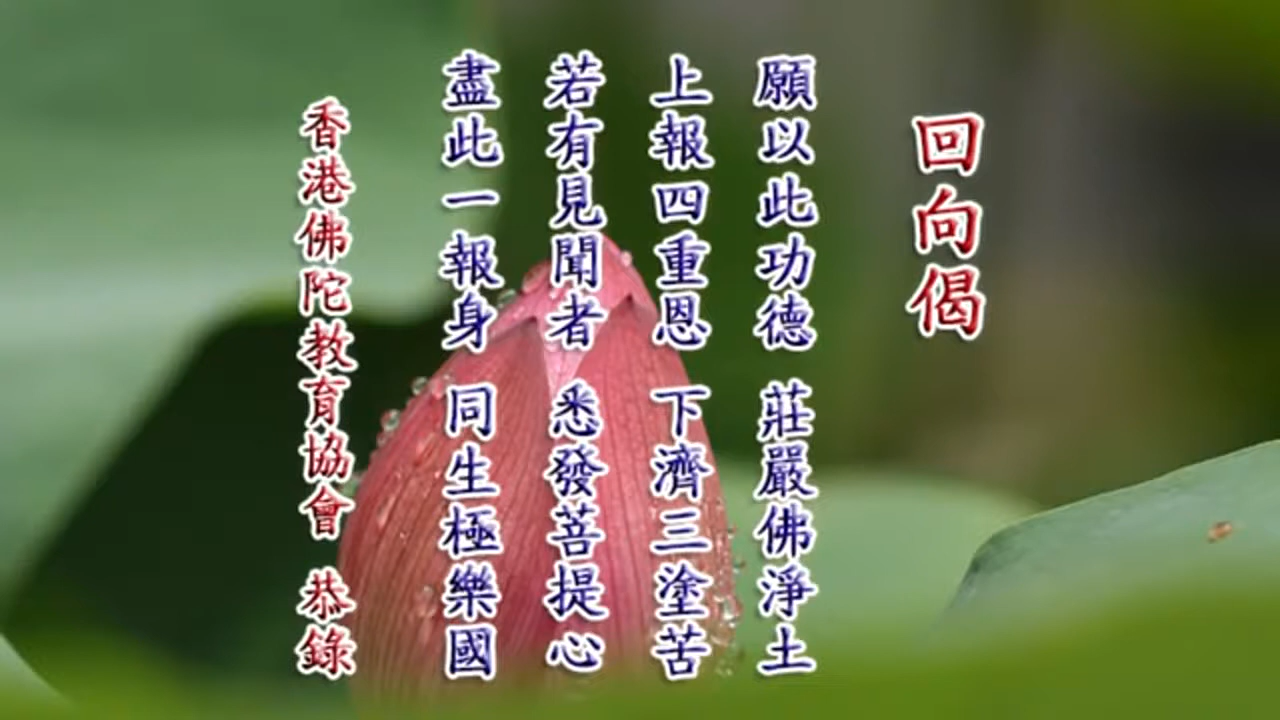 回向偈
願以此功德 莊嚴佛淨土
上報四重恩 下濟三塗苦
若有見聞者 悉發菩提心
盡此一報身 同生極樂國
香港佛陀教育協會 恭錄